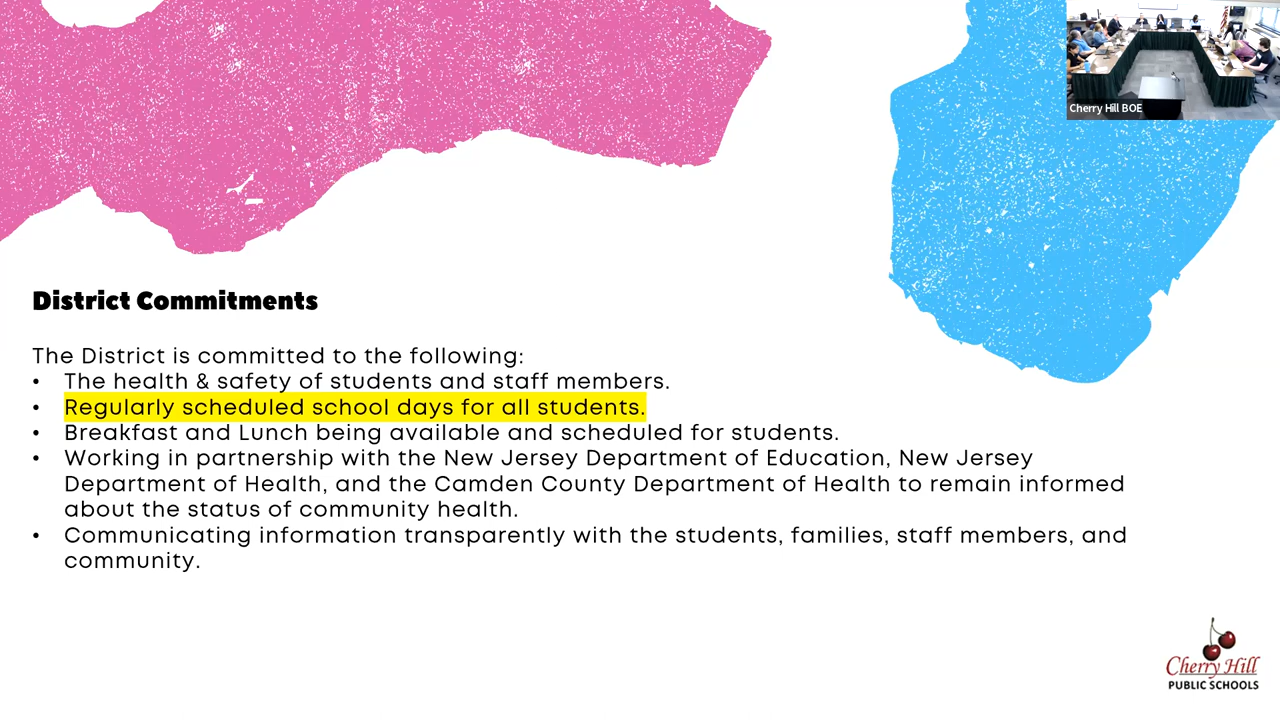 Cherry Hill BOE
District Commitments
The District is committed to the following:
• The health & safety of students and staff members.
• Regularly scheduled school days for all students.
• Breakfast and Lunch being available and scheduled for students.
• Working in partnership with the New Jersey Department of Education, New Jersey
Department of Health, and the Camden County Department of Health to remain informed
about the status of community health.
• Communicating information transparently with the students, families, staff members, and
community.
Cherry Hill
PUBLIC SCHOOLS